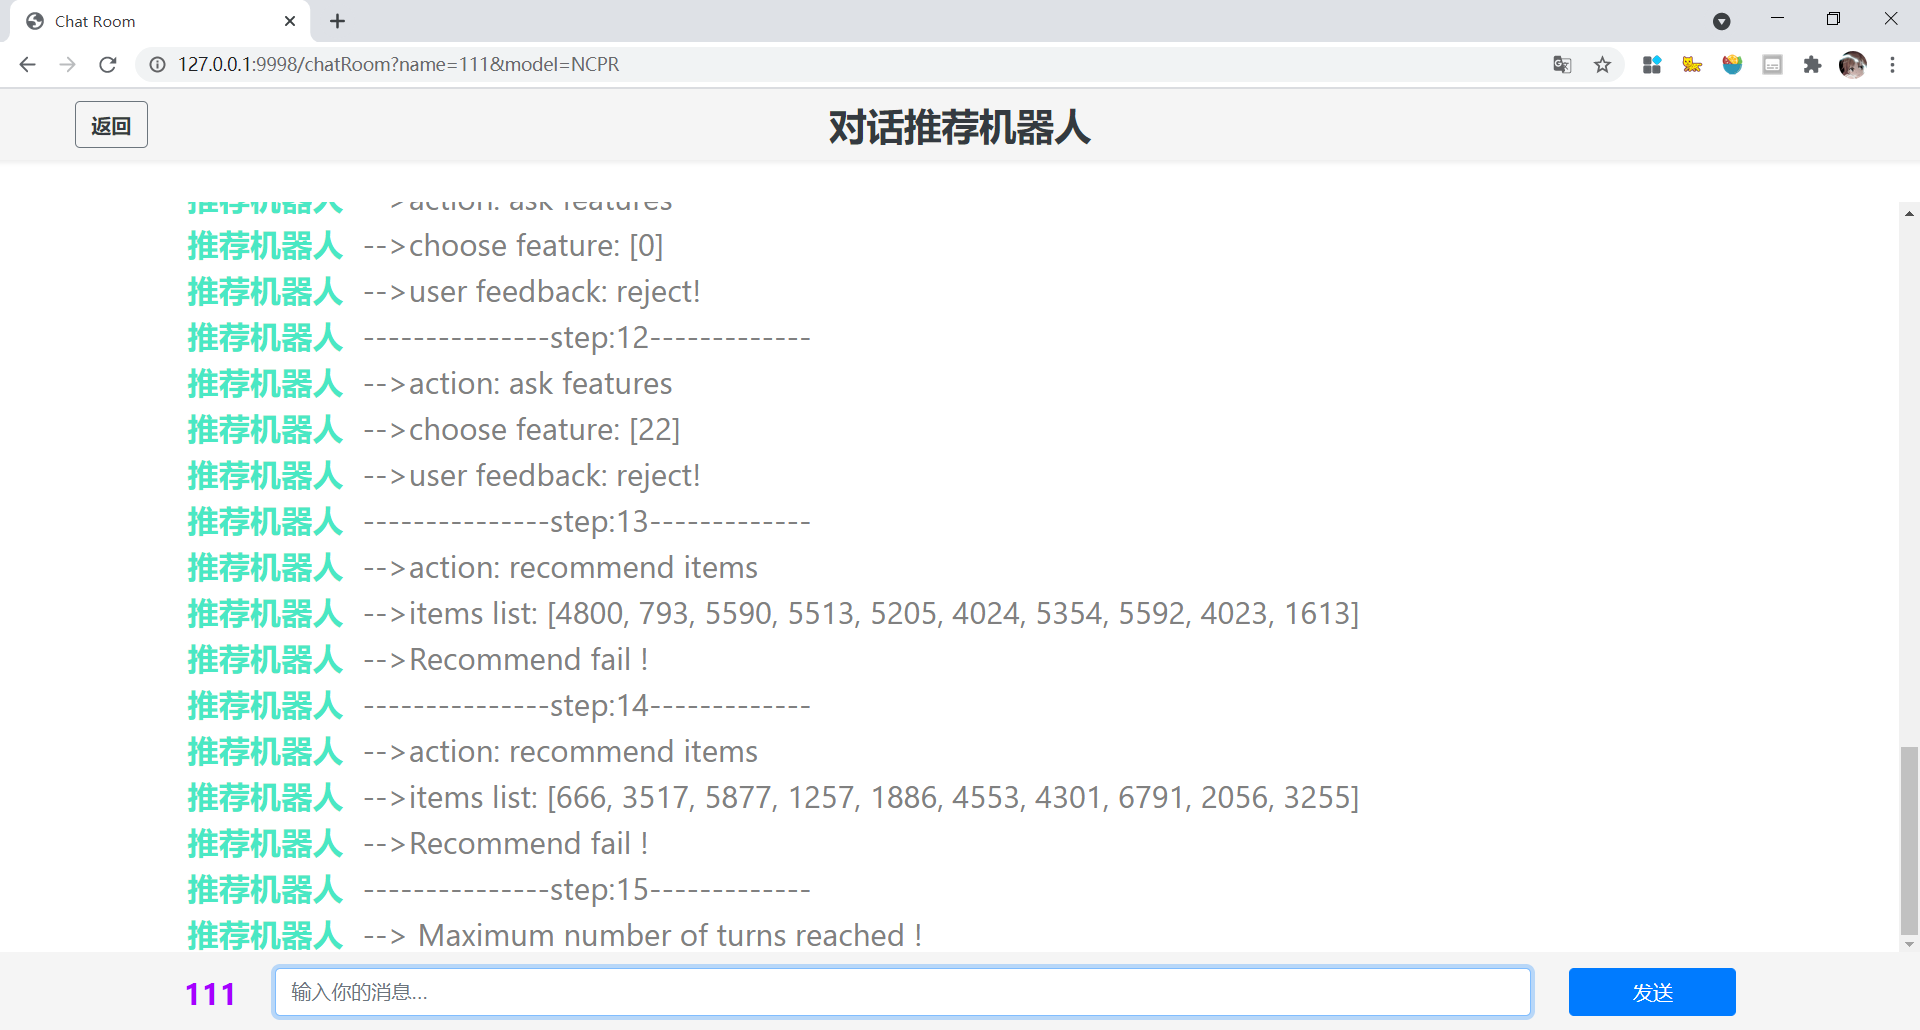 Chat Room
127.0.0.1:9998/chatRoom?name=111&model=NCPR
返回
对话推荐机器人
推荐机器人 -->action: ask features
推荐机器人 -->choose feature: [0]
推荐机器人 -->user feedback: reject!
推荐机器人 ---------------step:12-------------
推荐机器人 -->action: ask features
推荐机器人 -->choose feature: [22]
推荐机器人 -->user feedback: reject!
推荐机器人 ---------------step:13-------------
推荐机器人 -->action: recommend items
推荐机器人 -->items list: [4800, 793, 5590, 5513, 5205, 4024, 5354, 5592, 4023, 1613]
推荐机器人 -->Recommend fail !
推荐机器人 ---------------step:14-------------
推荐机器人 -->action: recommend items
推荐机器人 -->items list: [666, 3517, 5877, 1257, 1886, 4553, 4301, 6791, 2056, 3255]
推荐机器人 -->Recommend fail !
推荐机器人 ---------------step:15-------------
推荐机器人 --> Maximum number of turns reached !
111 输入你的消息... 发送